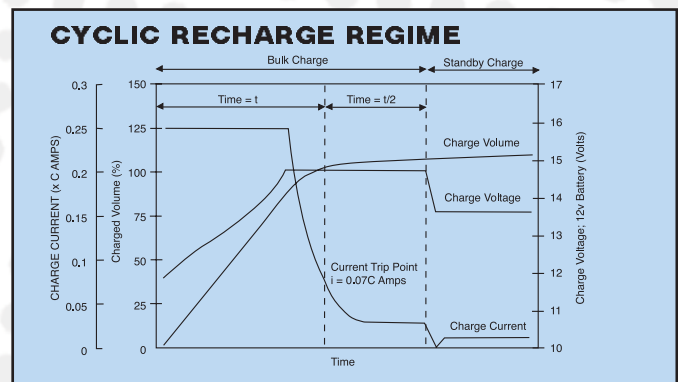 CYCLIC RECHARGE REGIME
Bulk Charge
Standby Charge
0.3
150
17
Time = t
Time = t/2
0.25
125
16
Charge Volume
15
0.2
100
Charge Voltage
14
0.15
75
13
Current Trip Point
i = 0.07C Amps
12
0.1
50
0.05
25
11
Charge Current
0
0
10
Time
CHARGE CURRENT (x C AMPS)
Charged Volume (%)
Charge Voltage; 12v Battery (Volts)